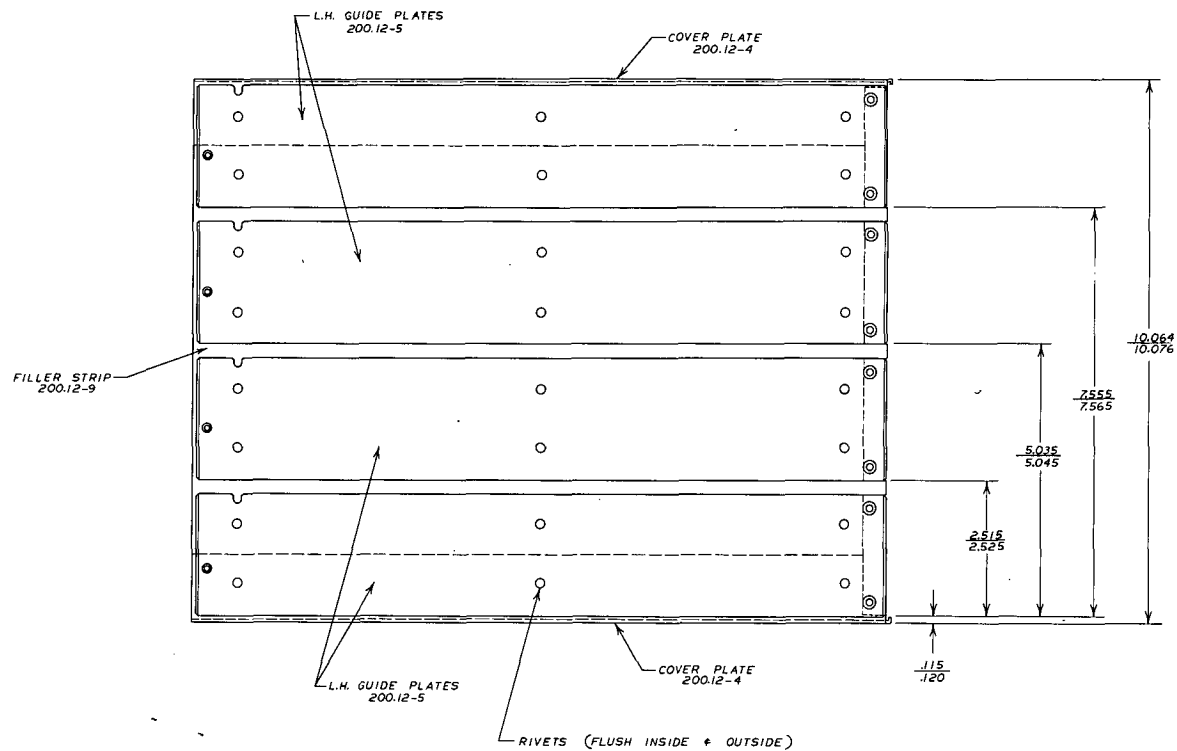 L.H. GUIDE PLATES
200.12-5
COVER PLATE
200.12-4
FILLER STRIP
200.12-9
10.064
10.076
7.555
7.565
5.035
5.045
2.515
2.525
.115
.120
COVER PLATE
200.12-4
L.H. GUIDE PLATES
200.12-5
RIVETS (FLUSH INSIDE & OUTSIDE)